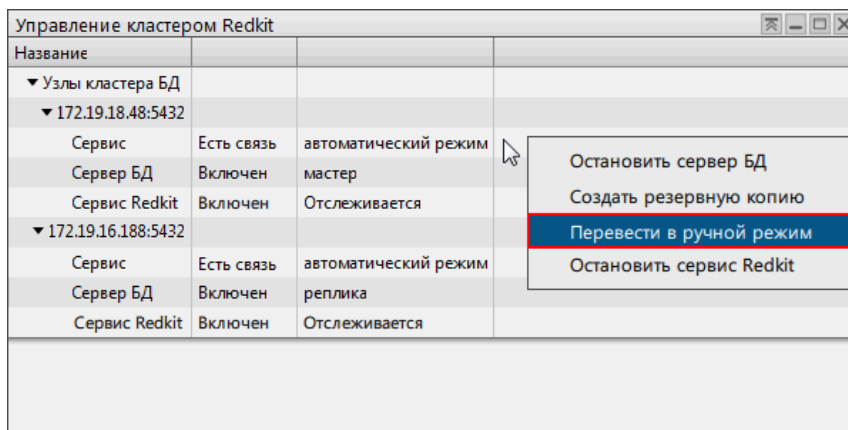 Управление кластером Redkit
Название
Узлы кластера БД
172.19.18.48:5432
Сервис Есть связь автоматический режим
Сервер БД Включен мастер
Сервис Redkit Включен Отслеживается
172.19.16.188:5432
Сервис Есть связь автоматический режим
Сервер БД Включен реплика
Сервис Redkit Включен Отслеживается
Остановить сервер БД
Создать резервную копию
Перевести в ручной режим
Остановить сервис Redkit